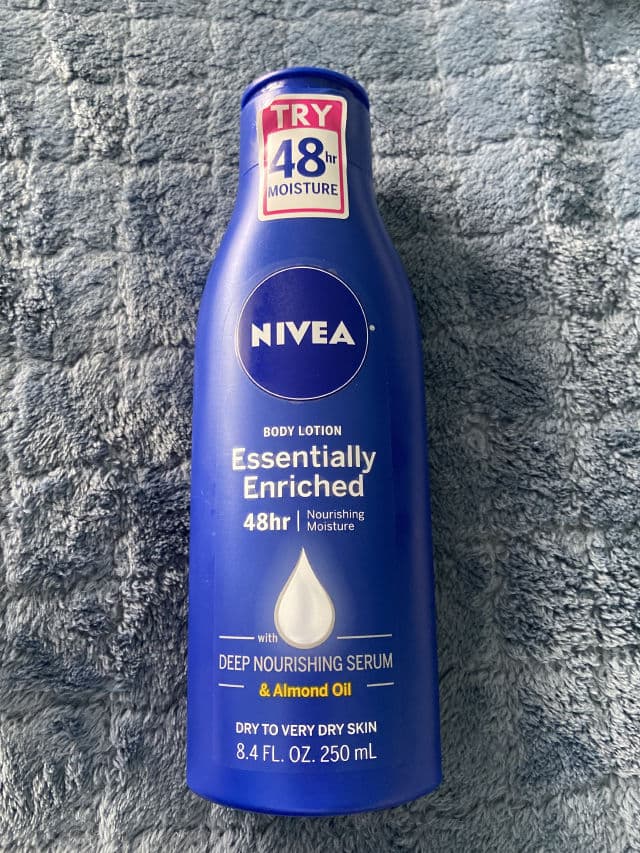 TRY
48hr
MOISTURE
NIVEA®
BODY LOTION
Essentially
Enriched
48hr | Nourishing
Moisture
with
DEEP NOURISHING SERUM
& Almond Oil
DRY TO VERY DRY SKIN
8.4 FL. OZ. 250 mL